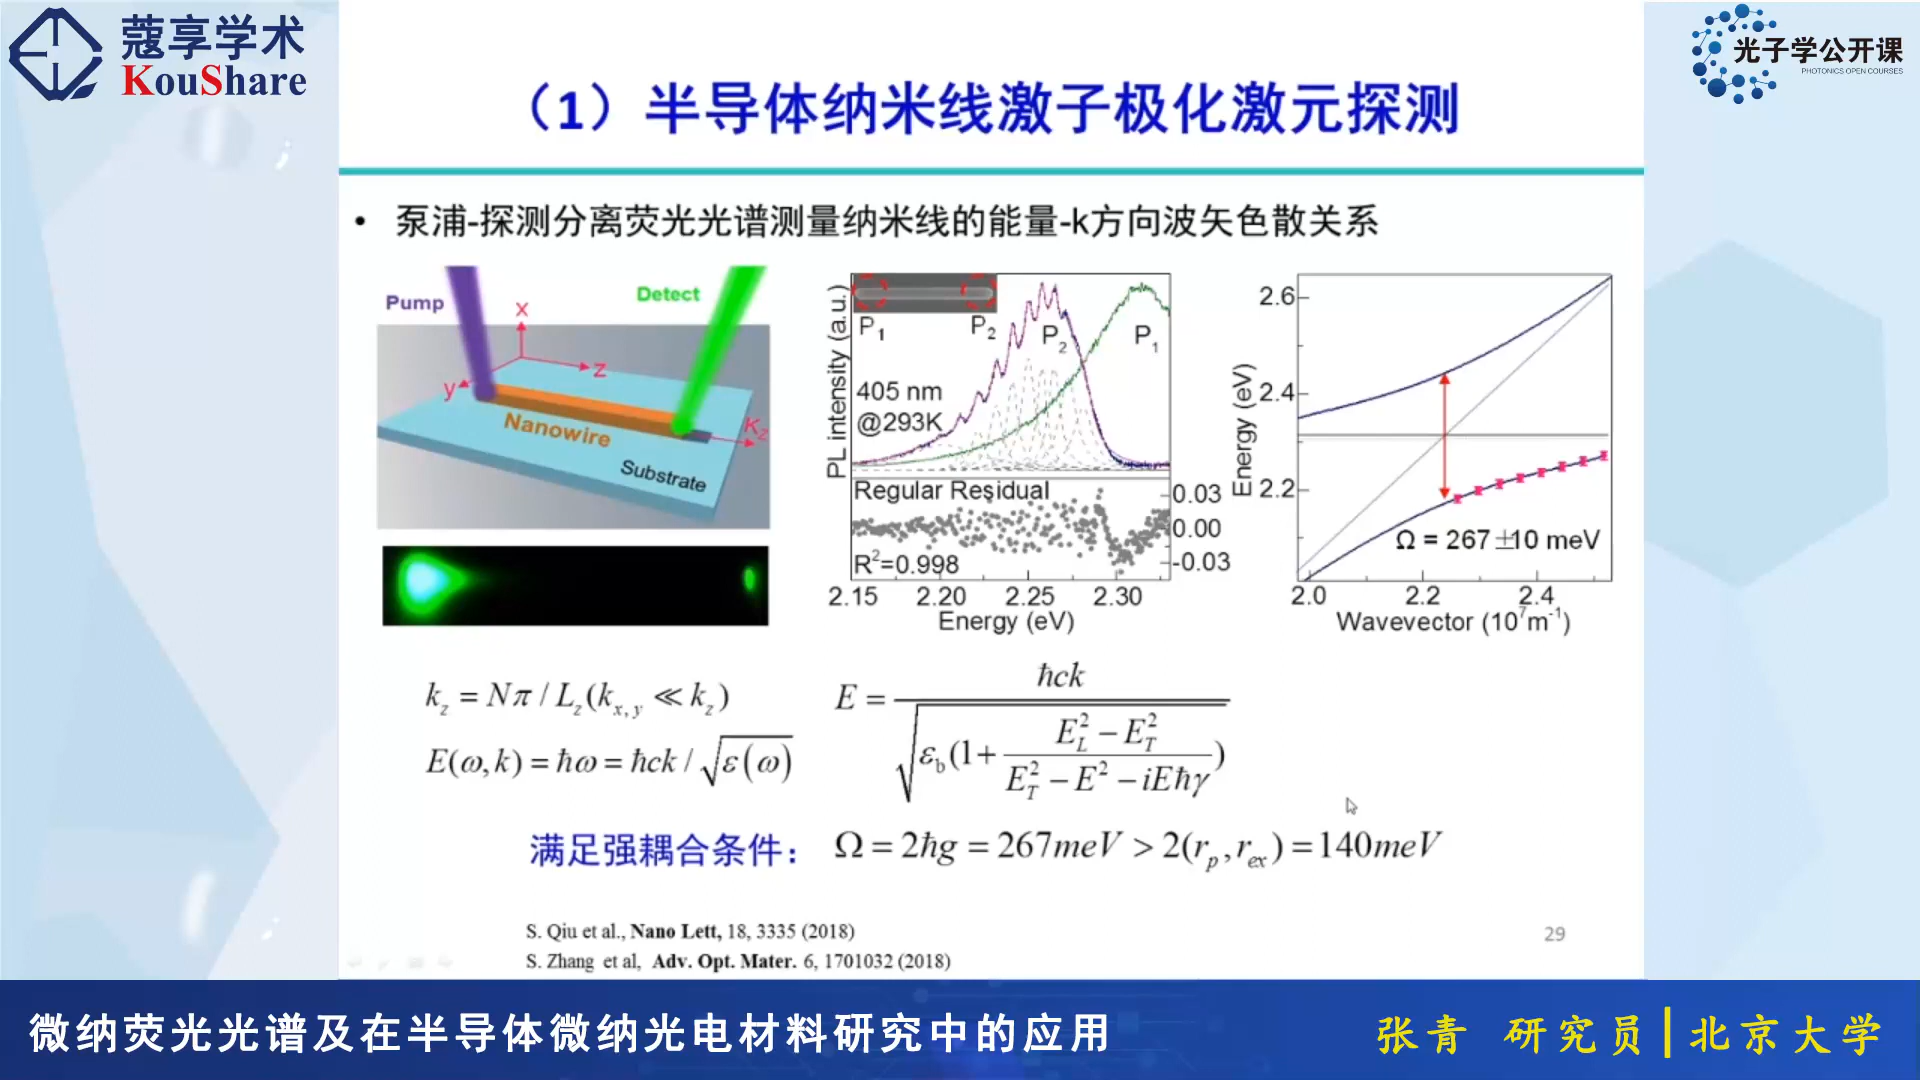 蔻享学术
KouShare
光子学公开课
PHOTONICS OPEN COURSES
（1）半导体纳米线激子极化激元探测
• 泵浦-探测分离荧光光谱测量纳米线的能量-k方向波矢色散关系
Pump
Detect
x
z
y
K_z
Nanowire
Substrate
PL intensity (a.u.)
P₁
P₂
P₂
P₁
405 nm
@293K
Regular Residual
R²=0.998
0.03
0.00
-0.03
2.15 2.20 2.25 2.30
Energy (eV)
Energy (eV)
2.6
2.4
2.2
Ω = 267±10 meV
2.0 2.2 2.4
Wavevector (10⁷m⁻¹)
k_z = Nπ / L_z (k_{x,y} ≪ k_z)
E(ω,k) = ħω = ħck / √ε(ω)
E = ħck / √(ε_b(1+ (E_L² − E_T²) / (E_T² − E² − iEħγ)))
满足强耦合条件： Ω = 2ħg = 267meV > 2(r_p, r_ex) = 140meV
S. Qiu et al., Nano Lett, 18, 3335 (2018)
S. Zhang et al, Adv. Opt. Mater. 6, 1701032 (2018)
29
微纳荧光光谱及在半导体微纳光电材料研究中的应用
张青 研究员|北京大学